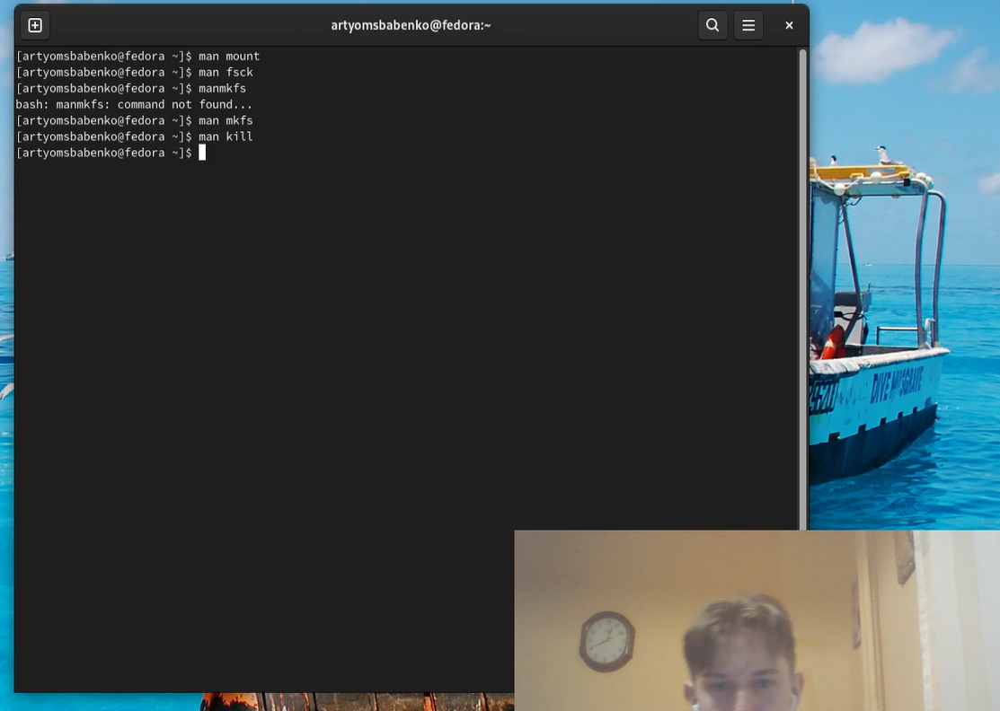 artyomsbabenko@fedora:~
[artyomsbabenko@fedora ~]$ man mount
[artyomsbabenko@fedora ~]$ man fsck
[artyomsbabenko@fedora ~]$ manmkfs
bash: manmkfs: command not found...
[artyomsbabenko@fedora ~]$ man mkfs
[artyomsbabenko@fedora ~]$ man kill
[artyomsbabenko@fedora ~]$
DIVE MUSGRAVE